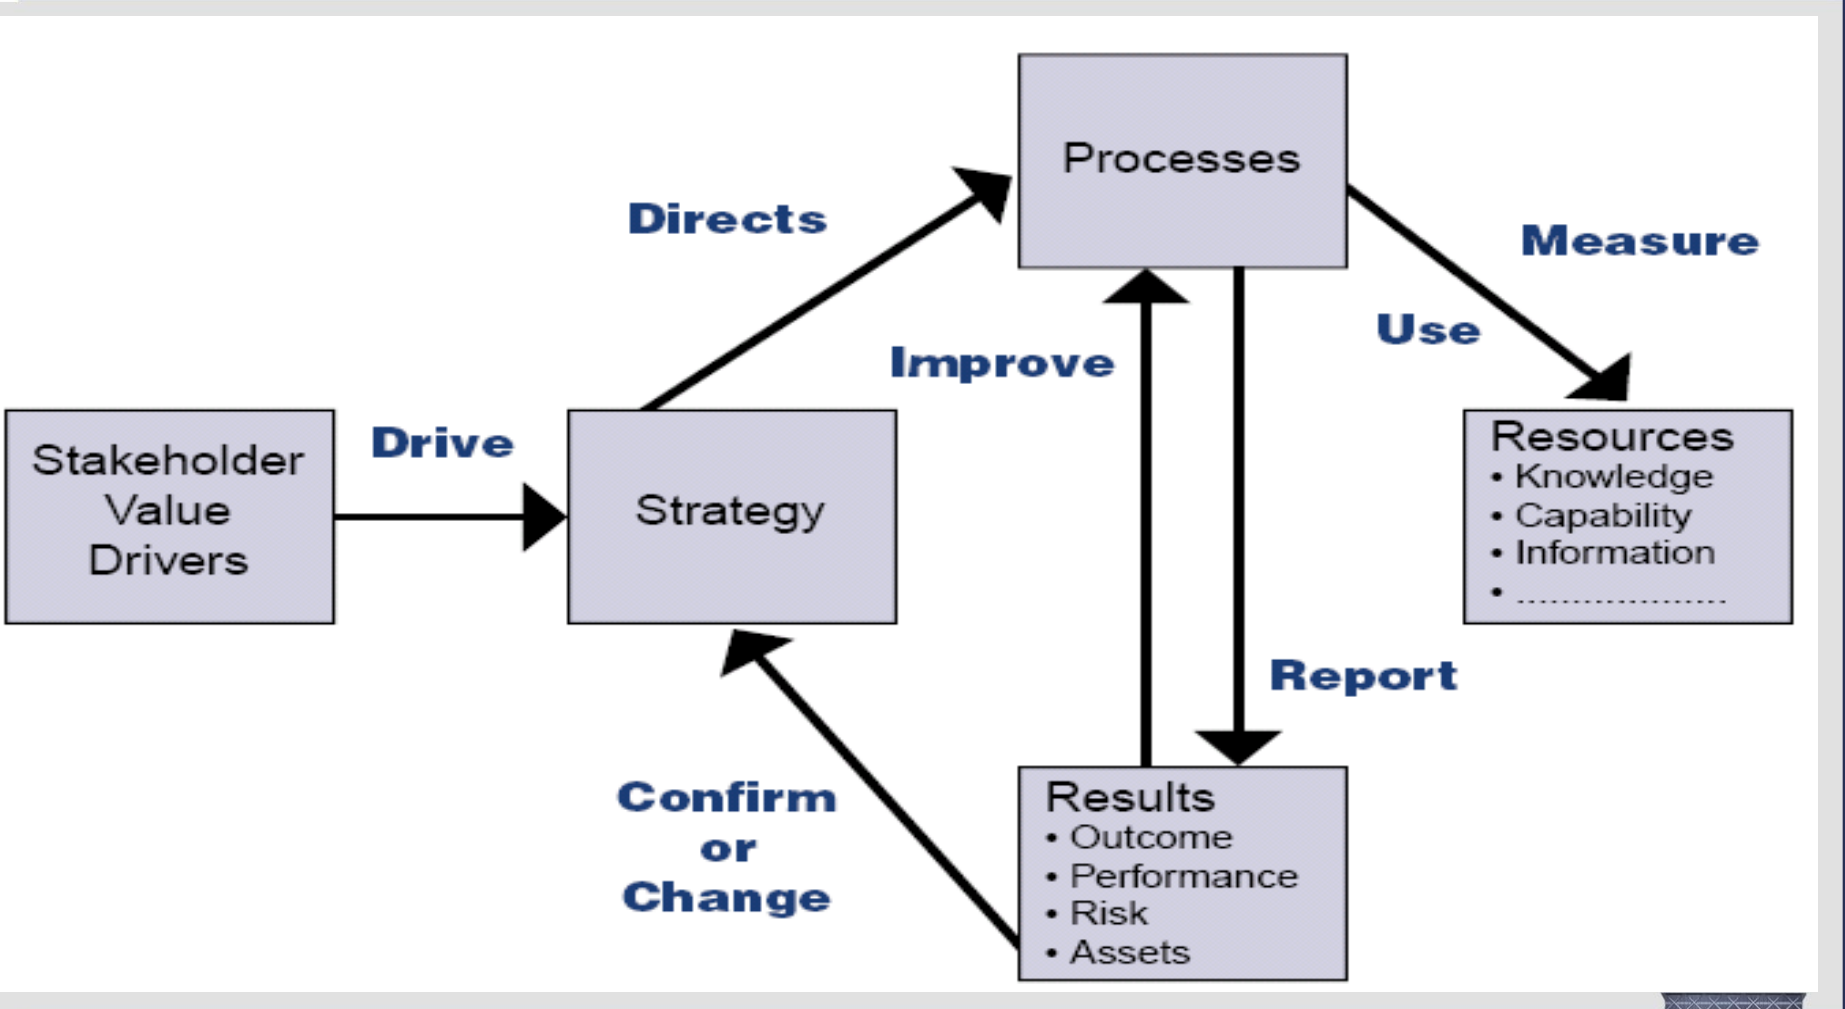 Processes
Directs
Measure
Use
Improve
Stakeholder
Value
Drivers
Drive
Strategy
Resources
• Knowledge
• Capability
• Information
• ...................
Report
Confirm
or
Change
Results
• Outcome
• Performance
• Risk
• Assets